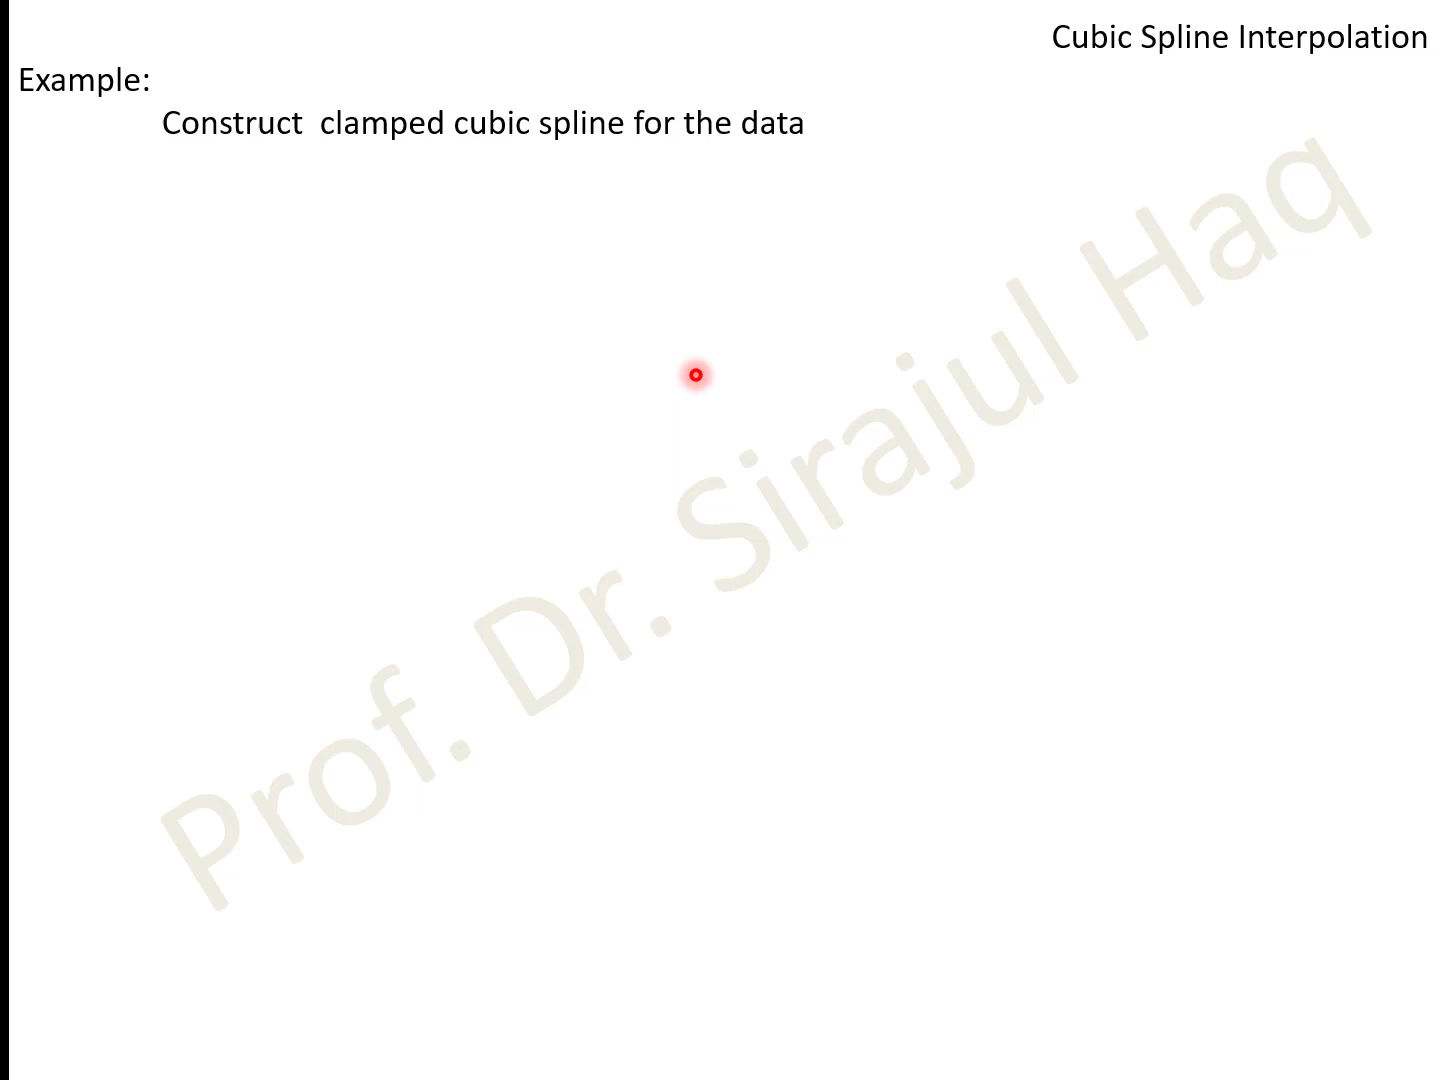 Cubic Spline Interpolation
Example:
Construct clamped cubic spline for the data
Prof. Dr. Sirajul Haq